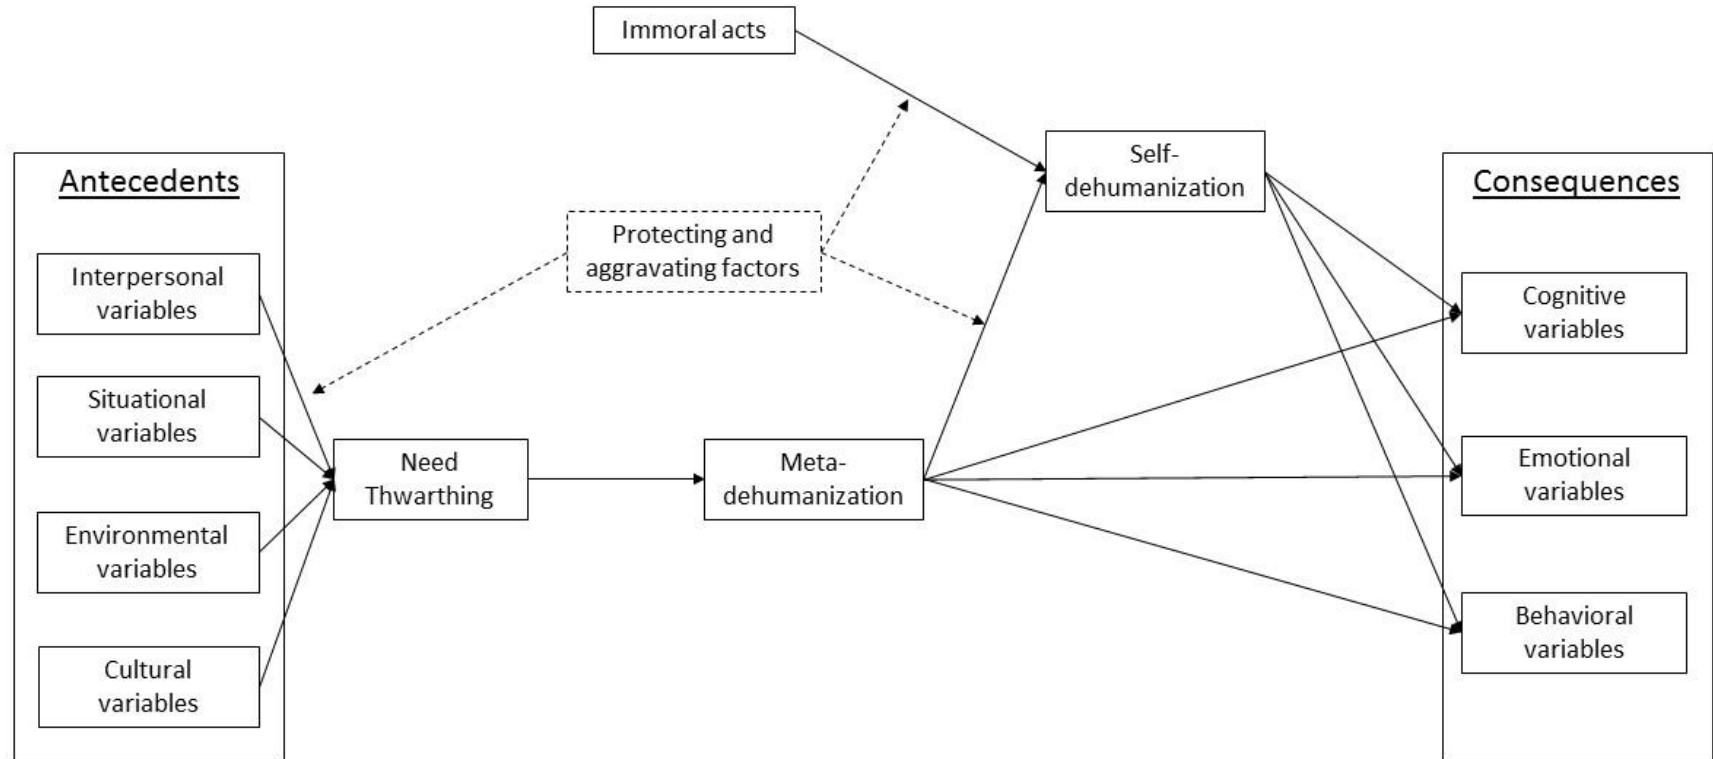 Immoral acts
Antecedents
Interpersonal
variables
Situational
variables
Environmental
variables
Cultural
variables
Protecting and
aggravating factors
Need
Thwarthing
Meta-
dehumanization
Self-
dehumanization
Consequences
Cognitive
variables
Emotional
variables
Behavioral
variables